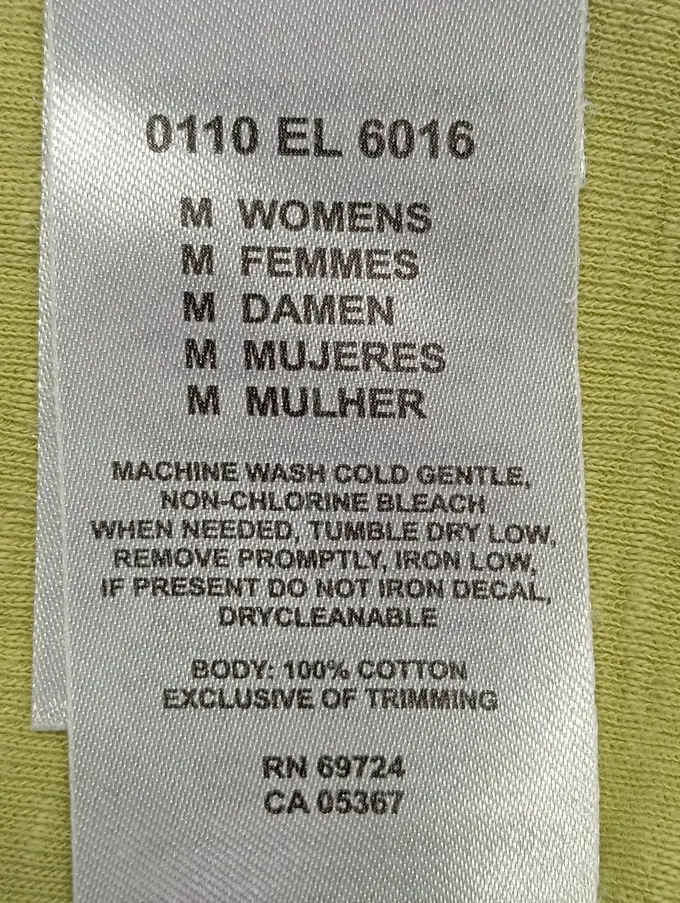 0110 EL 6016
M WOMENS
M FEMMES
M DAMEN
M MUJERES
M MULHER
MACHINE WASH COLD GENTLE,
NON-CHLORINE BLEACH
WHEN NEEDED, TUMBLE DRY LOW,
REMOVE PROMPTLY, IRON LOW,
IF PRESENT DO NOT IRON DECAL,
DRYCLEANABLE
BODY: 100% COTTON
EXCLUSIVE OF TRIMMING
RN 69724
CA 05367